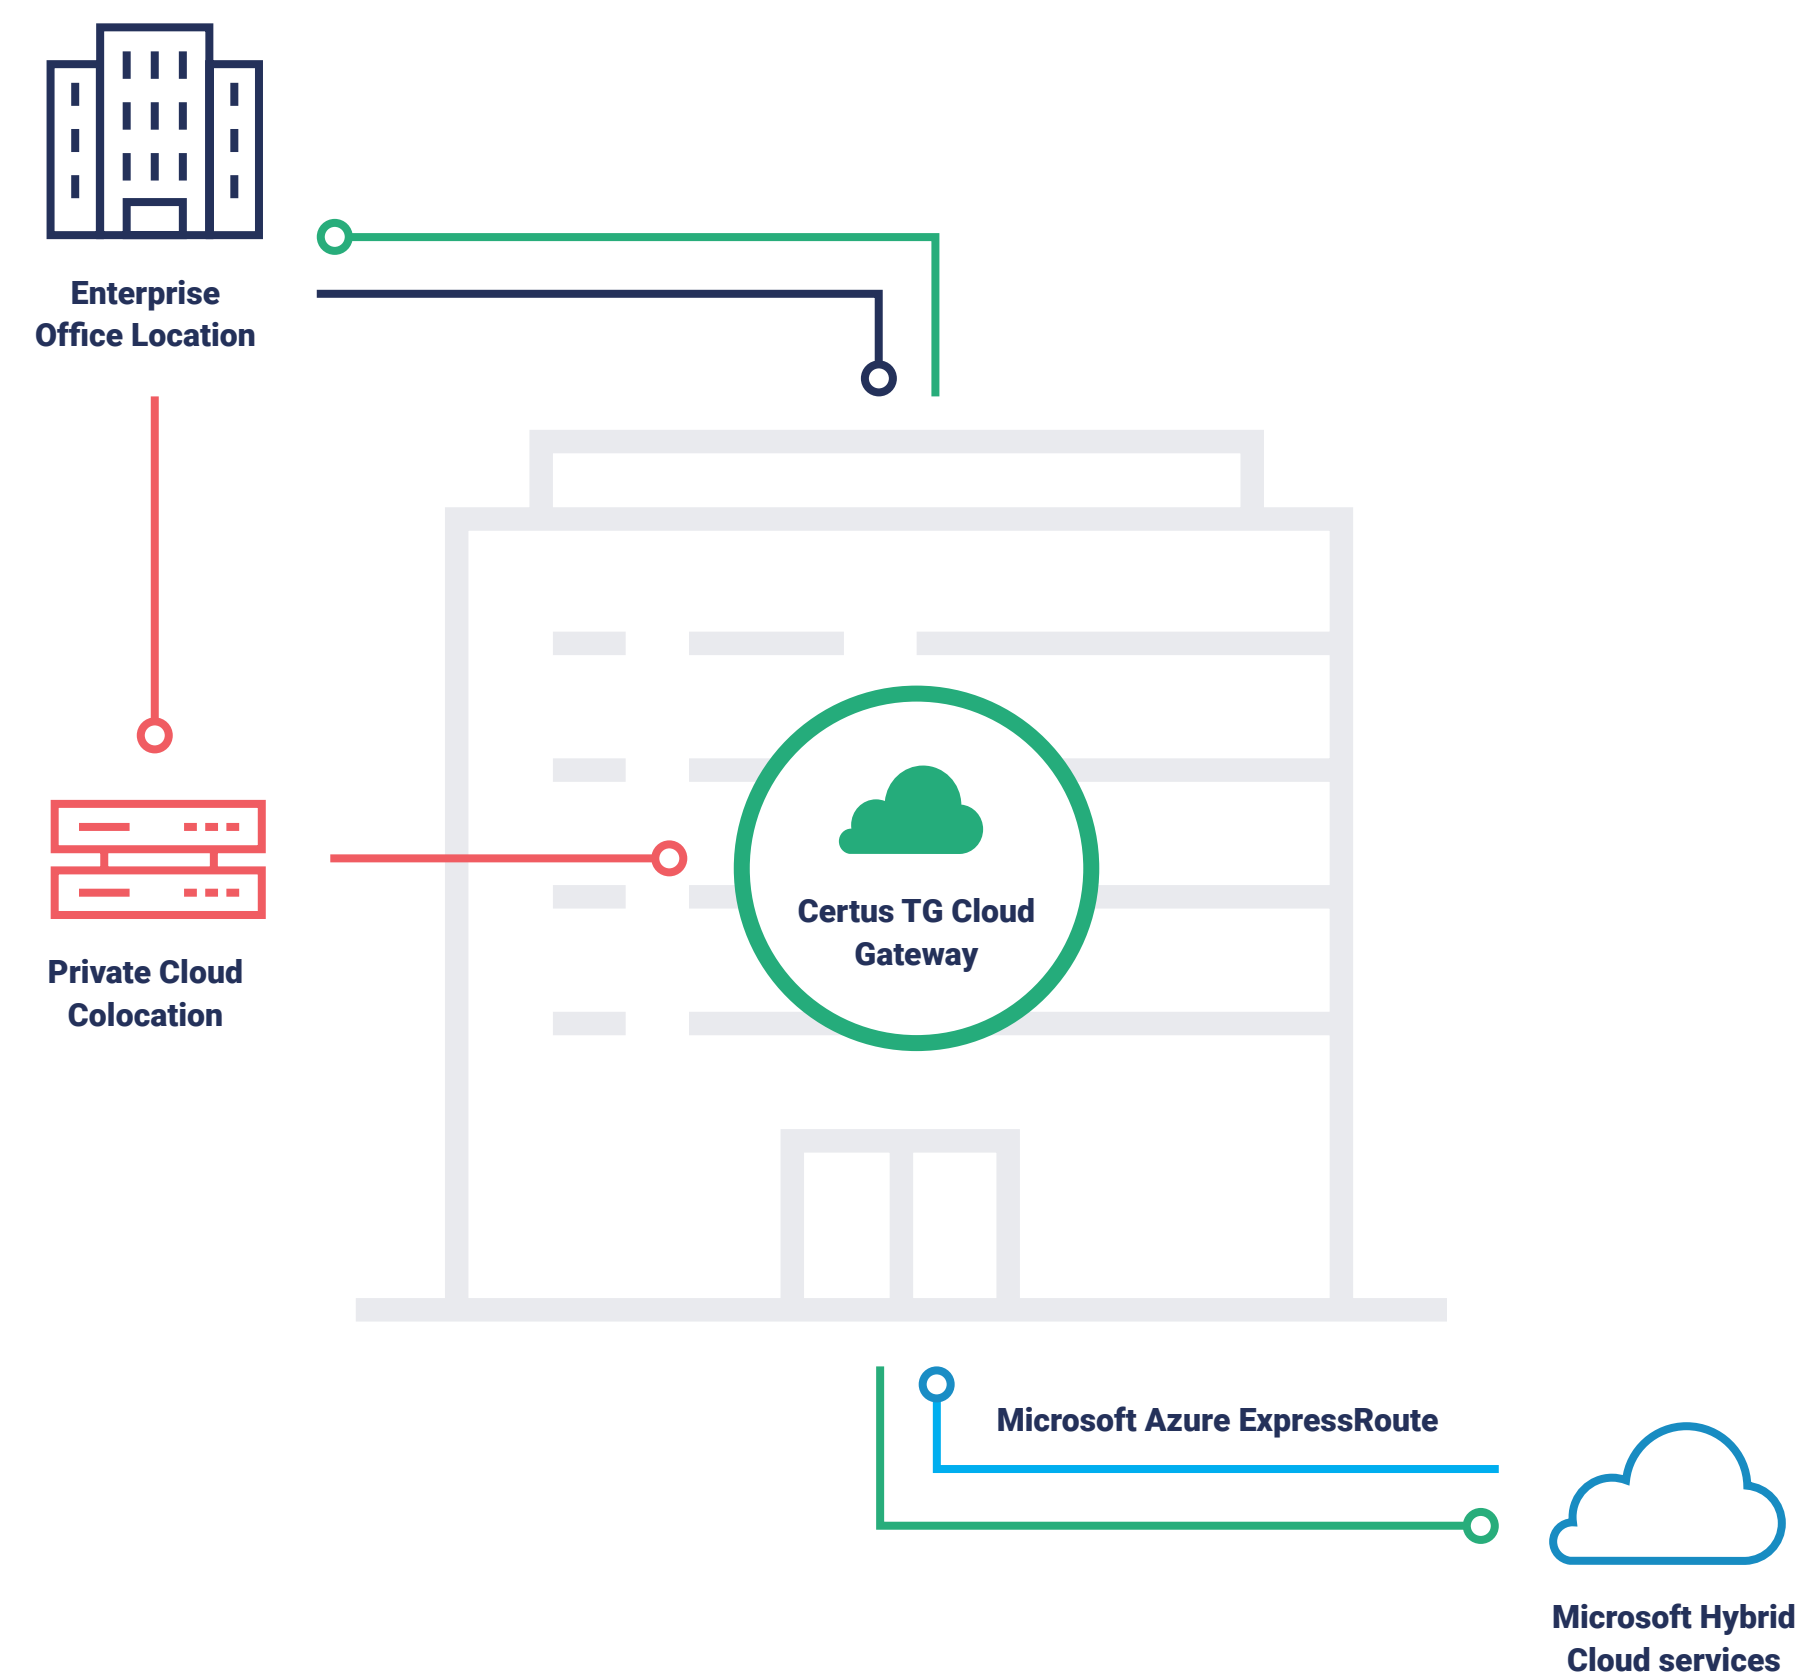 Enterprise
Office Location
Private Cloud
Colocation
Certus TG Cloud
Gateway
Microsoft Azure ExpressRoute
Microsoft Hybrid
Cloud services